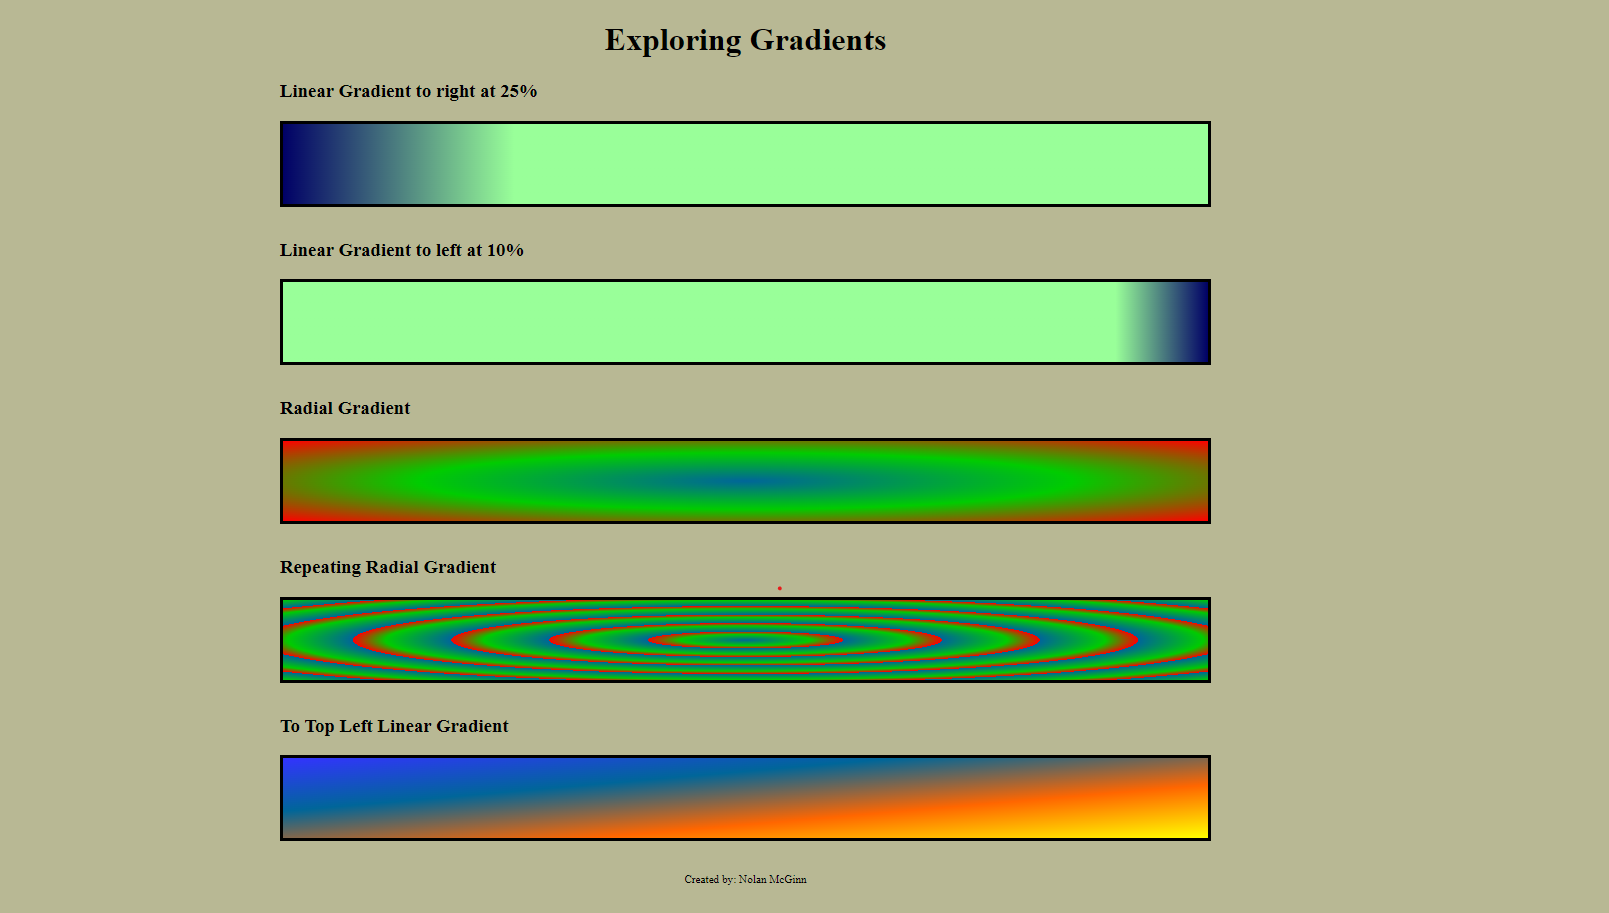 Exploring Gradients
Linear Gradient to right at 25%
Linear Gradient to left at 10%
Radial Gradient
Repeating Radial Gradient
To Top Left Linear Gradient
Created by: Nolan McGinn